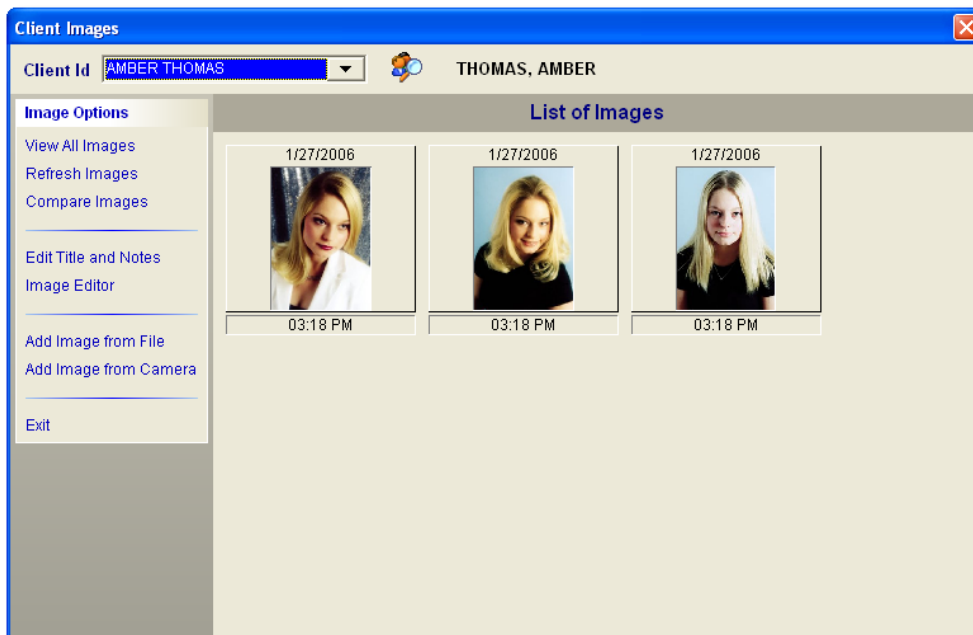 Client Images
Client Id AMBER THOMAS THOMAS, AMBER
Image Options
View All Images
Refresh Images
Compare Images
Edit Title and Notes
Image Editor
Add Image from File
Add Image from Camera
Exit
List of Images
1/27/2006 1/27/2006 1/27/2006
03:18 PM 03:18 PM 03:18 PM